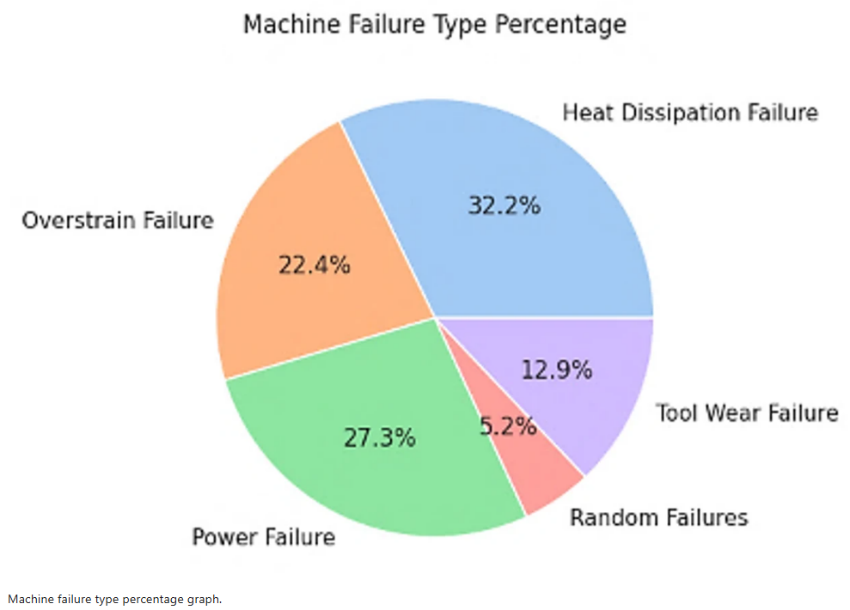 Machine Failure Type Percentage
Heat Dissipation Failure
32.2%
Overstrain Failure
22.4%
12.9%
Tool Wear Failure
5.2%
27.3%
Random Failures
Power Failure
Machine failure type percentage graph.